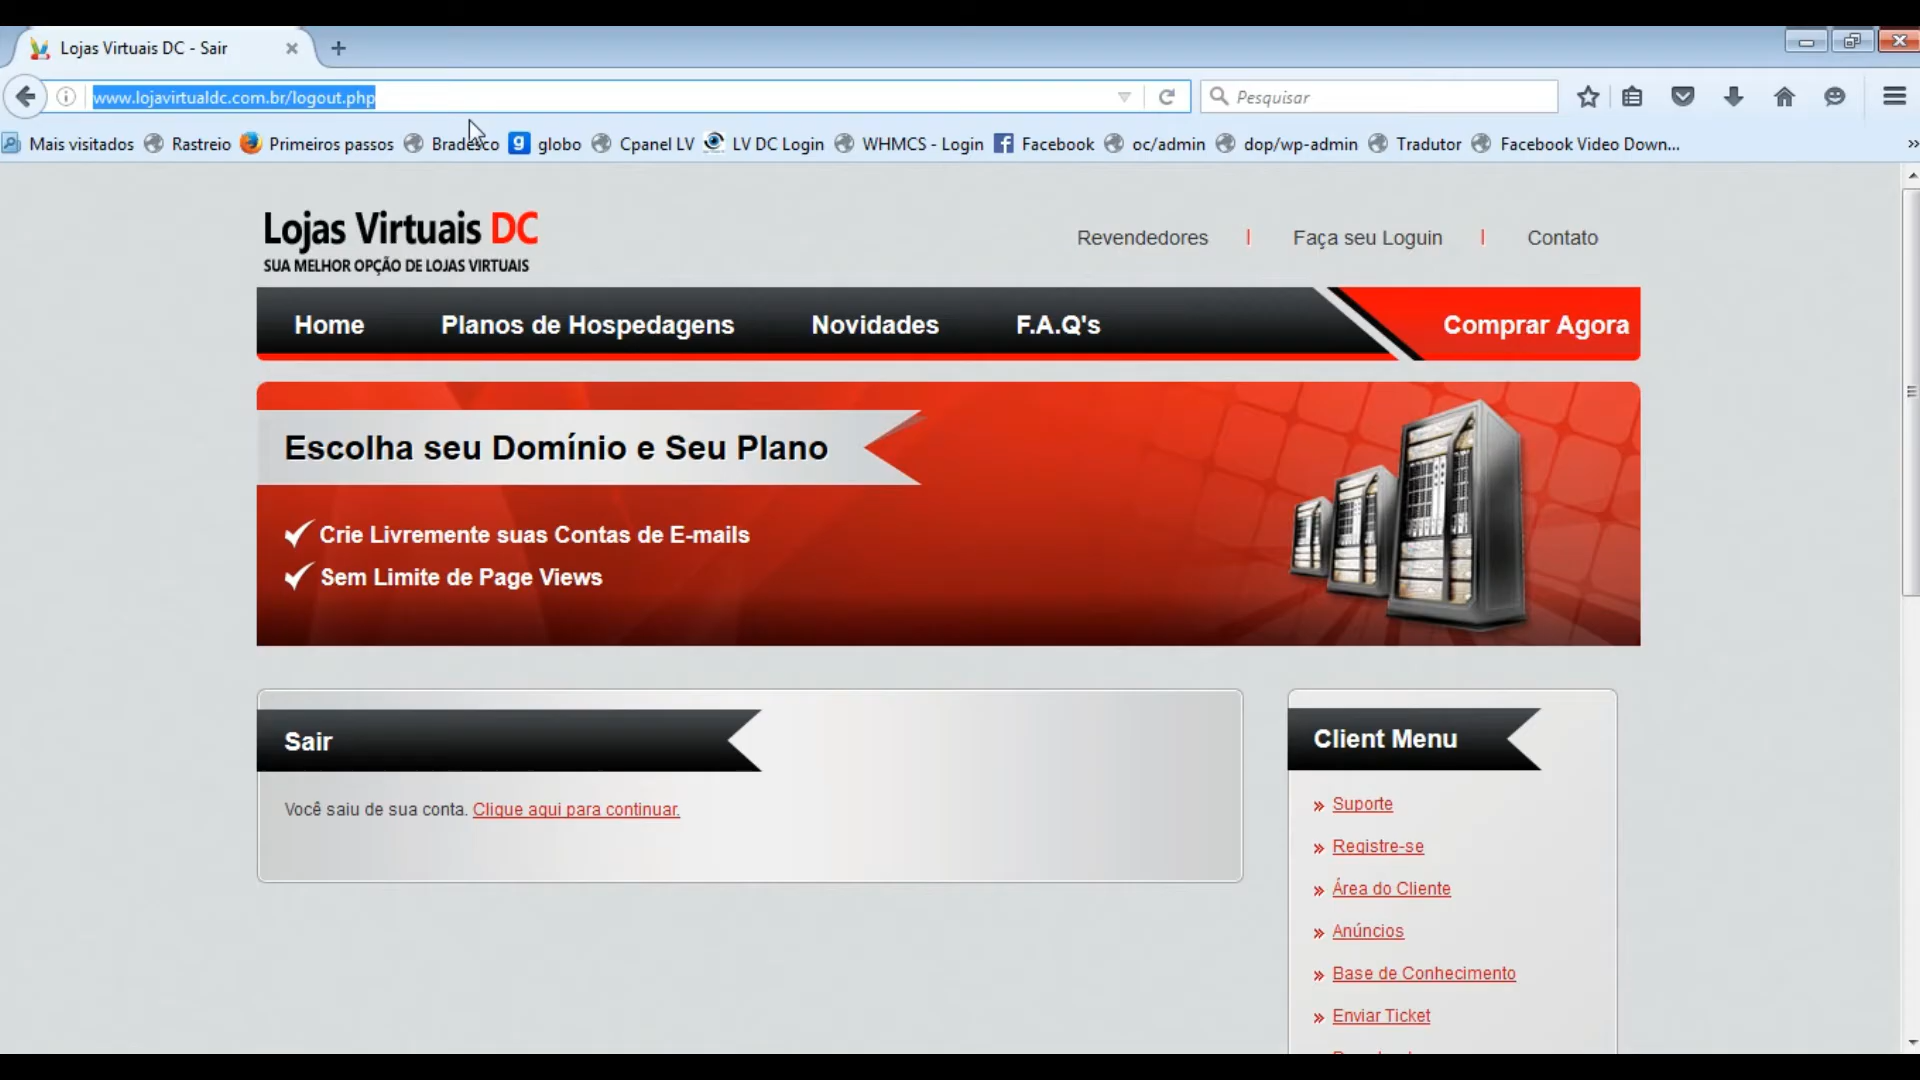 Lojas Virtuais DC - Sair
www.lojavirtualdc.com.br/logout.php
Pesquisar
Mais visitados Rastreio Primeiros passos Bradesco globo Cpanel LV LV DC Login WHMCS - Login Facebook oc/admin dop/wp-admin Tradutor Facebook Video Down... »
Lojas Virtuais DC
SUA MELHOR OPÇÃO DE LOJAS VIRTUAIS
Revendedores | Faça seu Loguin | Contato
Home Planos de Hospedagens Novidades F.A.Q's Comprar Agora
Escolha seu Domínio e Seu Plano
Crie Livremente suas Contas de E-mails
Sem Limite de Page Views
Sair
Você saiu de sua conta. Clique aqui para continuar.
Client Menu
» Suporte
» Registre-se
» Área do Cliente
» Anúncios
» Base de Conhecimento
» Enviar Ticket